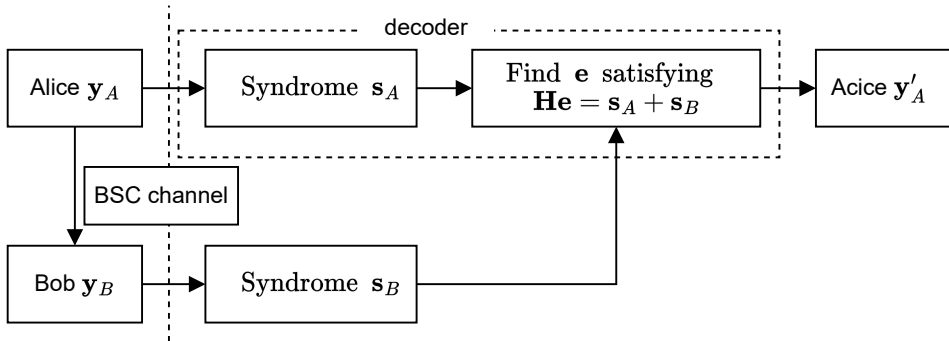 decoder
Alice y_A
Syndrome s_A
Find e satisfying
He = s_A + s_B
Acice y′_A
BSC channel
Bob y_B
Syndrome s_B